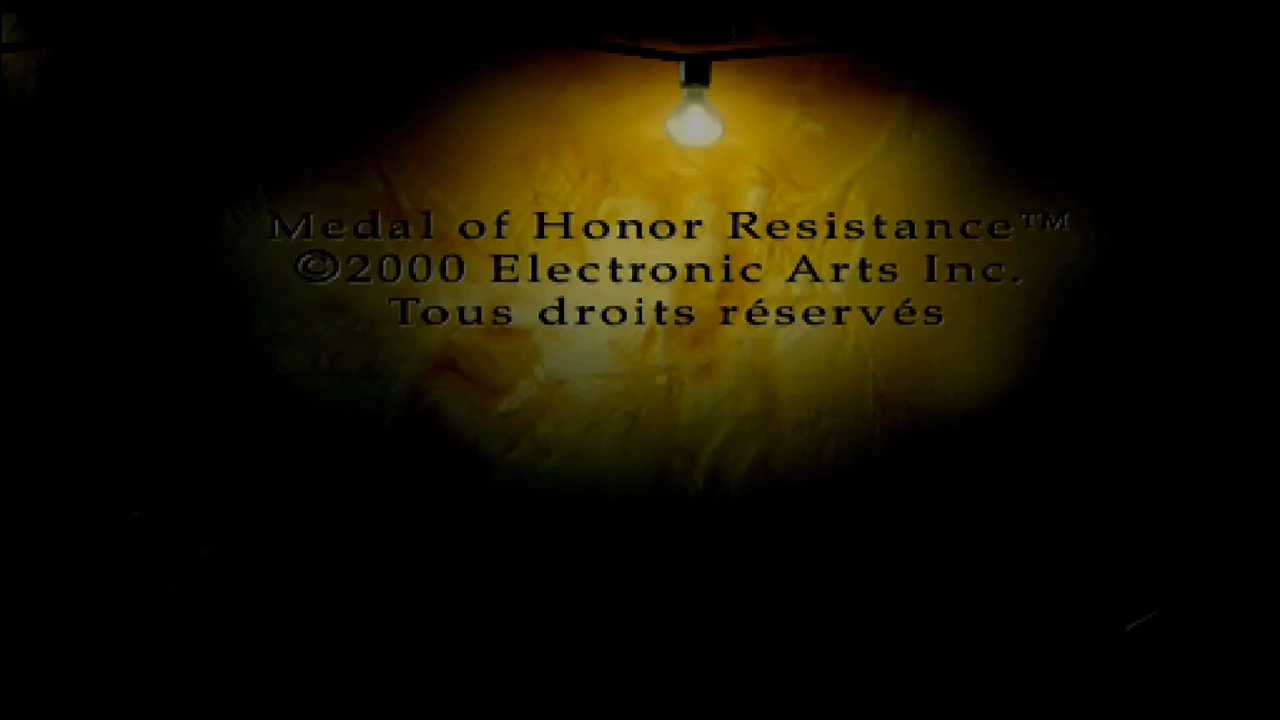 Medal of Honor Resistance™
©2000 Electronic Arts Inc.
Tous droits réservés